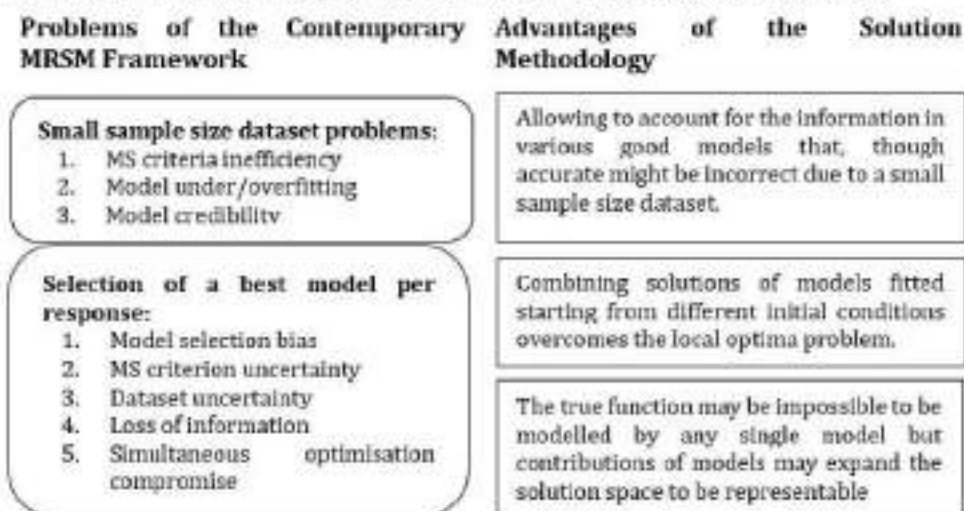 Problems of the Contemporary
MRSM Framework
Small sample size dataset problems:
1. MS criteria inefficiency
2. Model under/overfitting
3. Model credibility
Selection of a best model per
response:
1. Model selection bias
2. MS criterion uncertainty
3. Dataset uncertainty
4. Loss of information
5. Simultaneous optimisation
compromise
Advantages of the Solution
Methodology
Allowing to account for the information in
various good models that, though
accurate might be incorrect due to a small
sample size dataset.
Combining solutions of models fitted
starting from different initial conditions
overcomes the local optima problem.
The true function may be impossible to be
modelled by any single model but
contributions of models may expand the
solution space to be representable